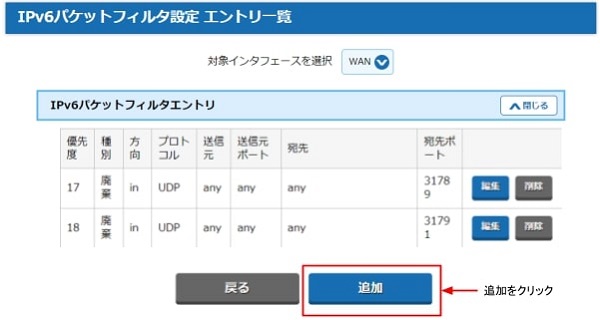 IPv6パケットフィルタ設定 エントリ一覧
対象インタフェースを選択 WAN
IPv6パケットフィルタエントリ 閉じる
優先度 種別 方向 プロトコル 送信元 送信元ポート 宛先 宛先ポート
17 廃棄 in UDP any any any 31789 編集 削除
18 廃棄 in UDP any any any 31791 編集 削除
戻る 追加 追加をクリック